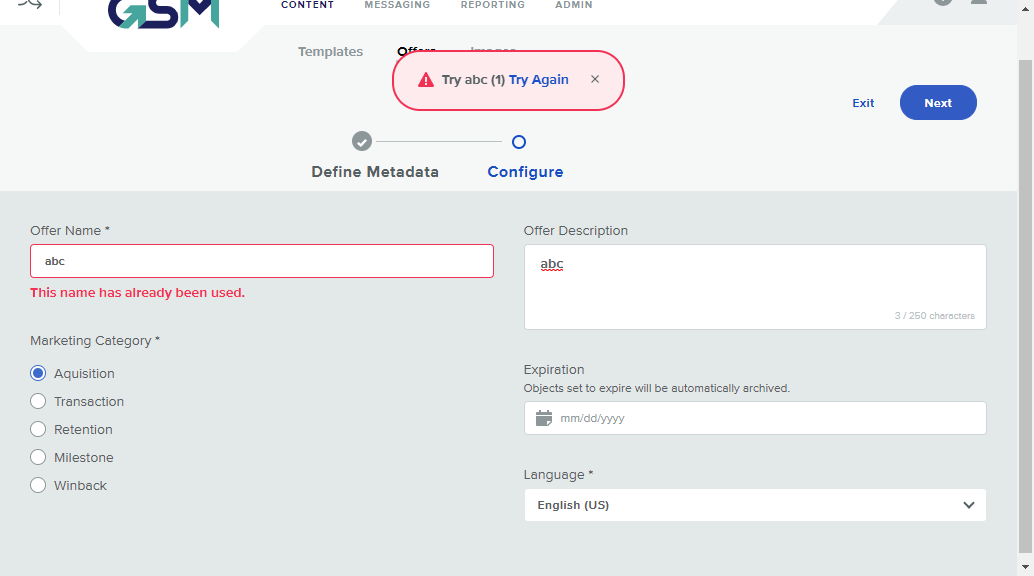 GSM
CONTENT MESSAGING REPORTING ADMIN
Templates Offers Images
Try abc (1) Try Again ×
Exit Next
Define Metadata Configure
Offer Name *
abc
This name has already been used.
Marketing Category *
Aquisition
Transaction
Retention
Milestone
Winback
Offer Description
abc
3 / 250 characters
Expiration
Objects set to expire will be automatically archived.
mm/dd/yyyy
Language *
English (US)